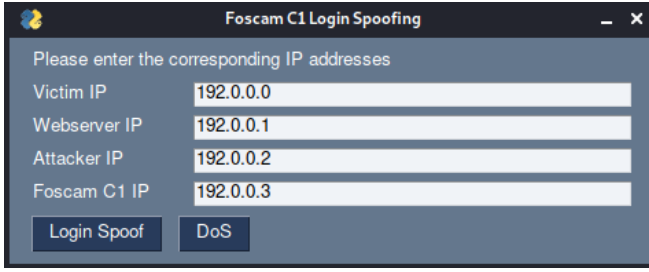 Foscam C1 Login Spoofing
Please enter the corresponding IP addresses
Victim IP 192.0.0.0
Webserver IP 192.0.0.1
Attacker IP 192.0.0.2
Foscam C1 IP 192.0.0.3
Login Spoof DoS